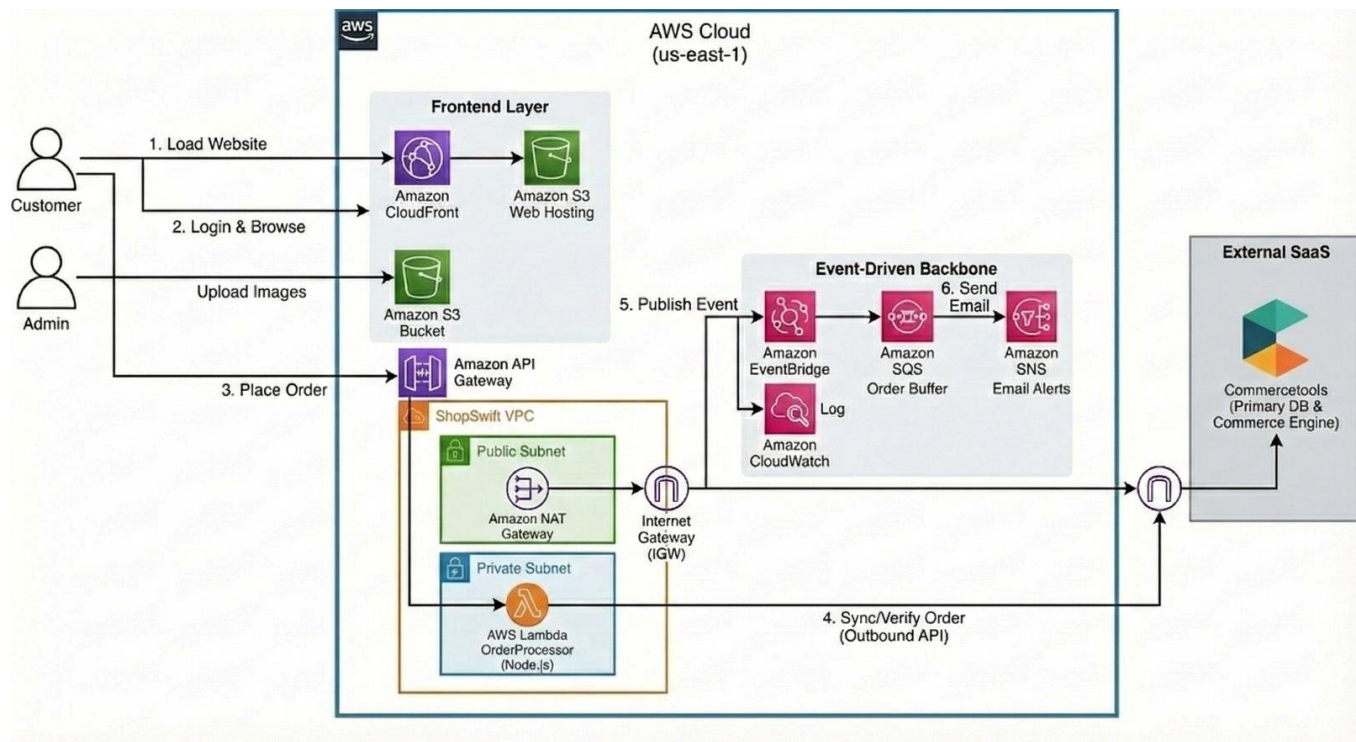 aws
AWS Cloud
(us-east-1)
Frontend Layer
1. Load Website
Customer
Amazon
CloudFront
Amazon S3
Web Hosting
2. Login & Browse
Admin
Upload Images
Amazon S3
Bucket
3. Place Order
Amazon API
Gateway
ShopSwift VPC
Public Subnet
Amazon NAT
Gateway
Internet
Gateway
(IGW)
Private Subnet
AWS Lambda
OrderProcessor
(Node.js)
4. Sync/Verify Order
(Outbound API)
Event-Driven Backbone
5. Publish Event
6. Send
Email
Amazon
EventBridge
Amazon
SQS
Order Buffer
Amazon
SNS
Email Alerts
Log
Amazon
CloudWatch
External SaaS
Commercetools
(Primary DB &
Commerce Engine)